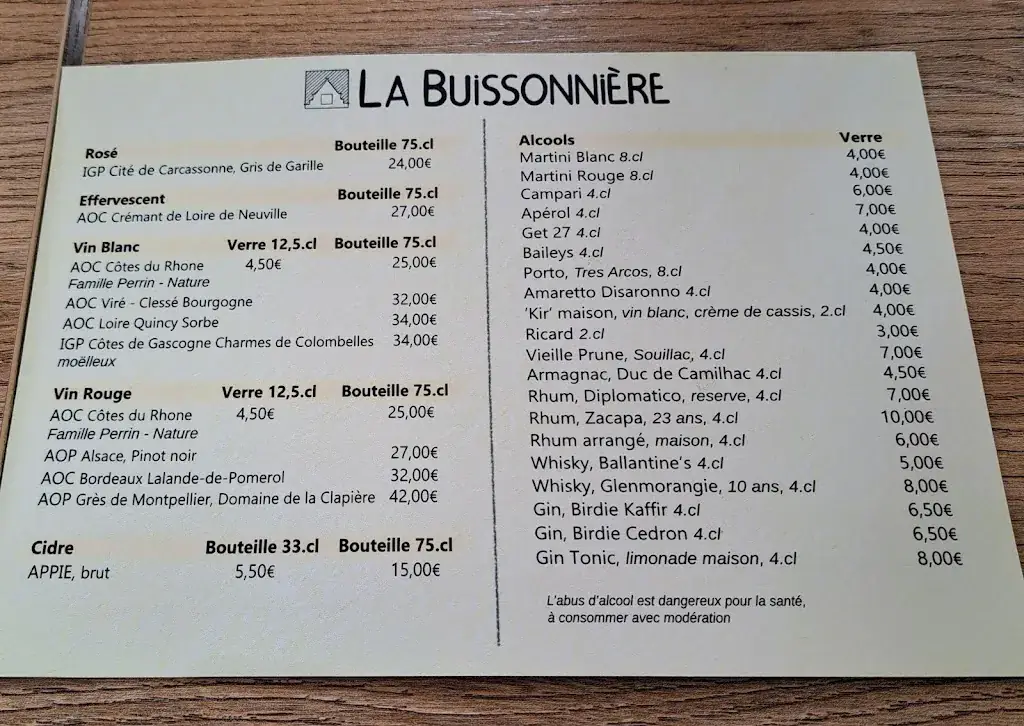 LA BUiSSONNiÈRE
Rosé Bouteille 75.cl
IGP Cité de Carcassonne, Gris de Garille 24,00€
Effervescent Bouteille 75.cl
AOC Crémant de Loire de Neuville 27,00€
Vin Blanc Verre 12,5.cl Bouteille 75.cl
AOC Côtes du Rhone 4,50€ 25,00€
Famille Perrin - Nature
AOC Viré - Clessé Bourgogne 32,00€
AOC Loire Quincy Sorbe 34,00€
IGP Côtes de Gascogne Charmes de Colombelles 34,00€
moëlleux
Vin Rouge Verre 12,5.cl Bouteille 75.cl
AOC Côtes du Rhone 4,50€ 25,00€
Famille Perrin - Nature
AOP Alsace, Pinot noir 27,00€
AOC Bordeaux Lalande-de-Pomerol 32,00€
AOP Grès de Montpellier, Domaine de la Clapière 42,00€
Cidre Bouteille 33.cl Bouteille 75.cl
APPIE, brut 5,50€ 15,00€
Alcools Verre
Martini Blanc 8.cl 4,00€
Martini Rouge 8.cl 4,00€
Campari 4.cl 6,00€
Apérol 4.cl 7,00€
Get 27 4.cl 4,00€
Baileys 4.cl 4,50€
Porto, Tres Arcos, 8.cl 4,00€
Amaretto Disaronno 4.cl 4,00€
'Kir' maison, vin blanc, crème de cassis, 2.cl 4,00€
Ricard 2.cl 3,00€
Vieille Prune, Souillac, 4.cl 7,00€
Armagnac, Duc de Camilhac 4.cl 4,50€
Rhum, Diplomatico, reserve, 4.cl 7,00€
Rhum, Zacapa, 23 ans, 4.cl 10,00€
Rhum arrangé, maison, 4.cl 6,00€
Whisky, Ballantine's 4.cl 5,00€
Whisky, Glenmorangie, 10 ans, 4.cl 8,00€
Gin, Birdie Kaffir 4.cl 6,50€
Gin, Birdie Cedron 4.cl 6,50€
Gin Tonic, limonade maison, 4.cl 8,00€
L'abus d'alcool est dangereux pour la santé,
à consommer avec modération